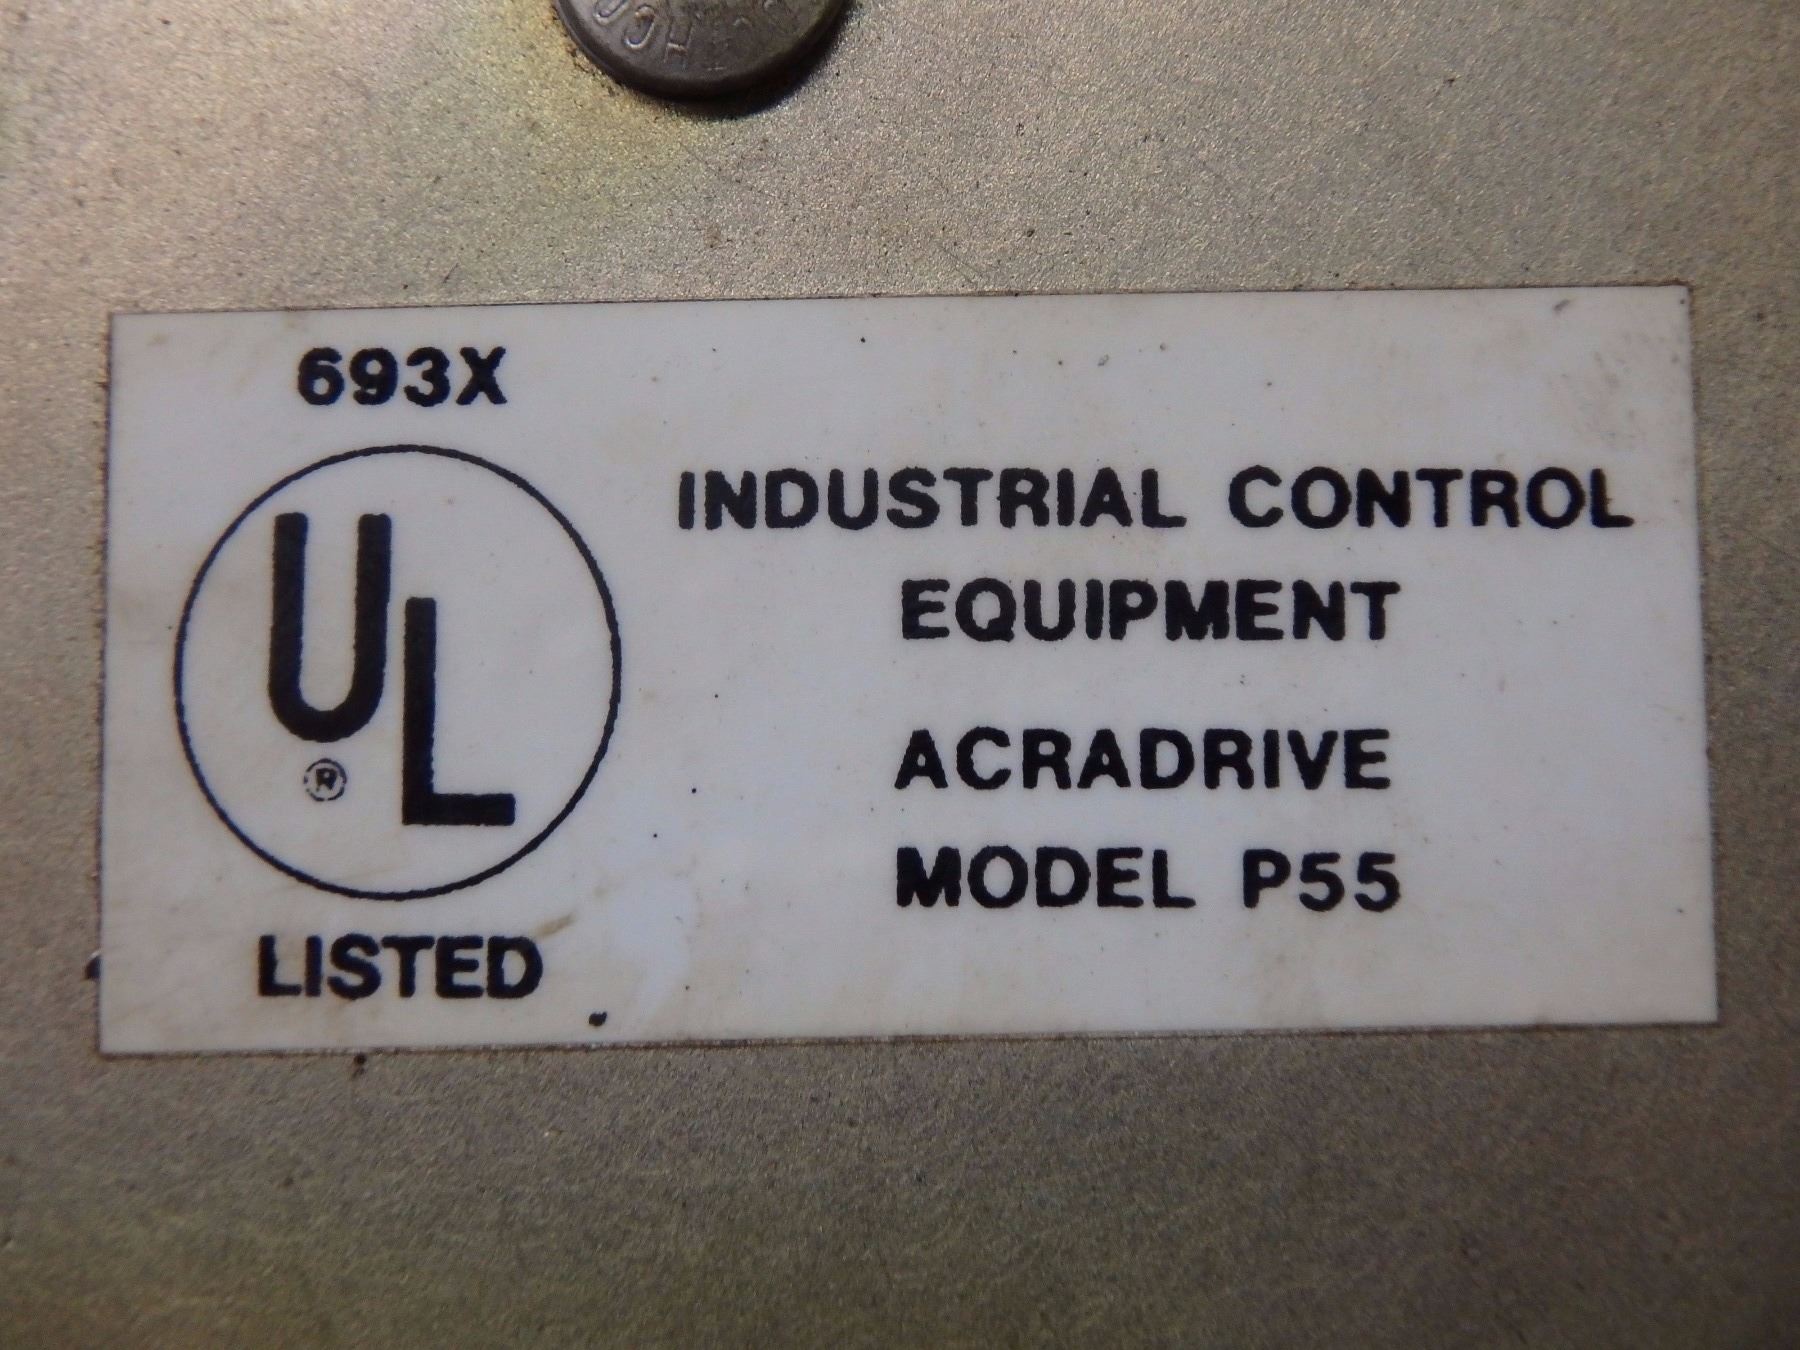 693X
UL
®
LISTED
INDUSTRIAL CONTROL
EQUIPMENT
ACRADRIVE
MODEL P55